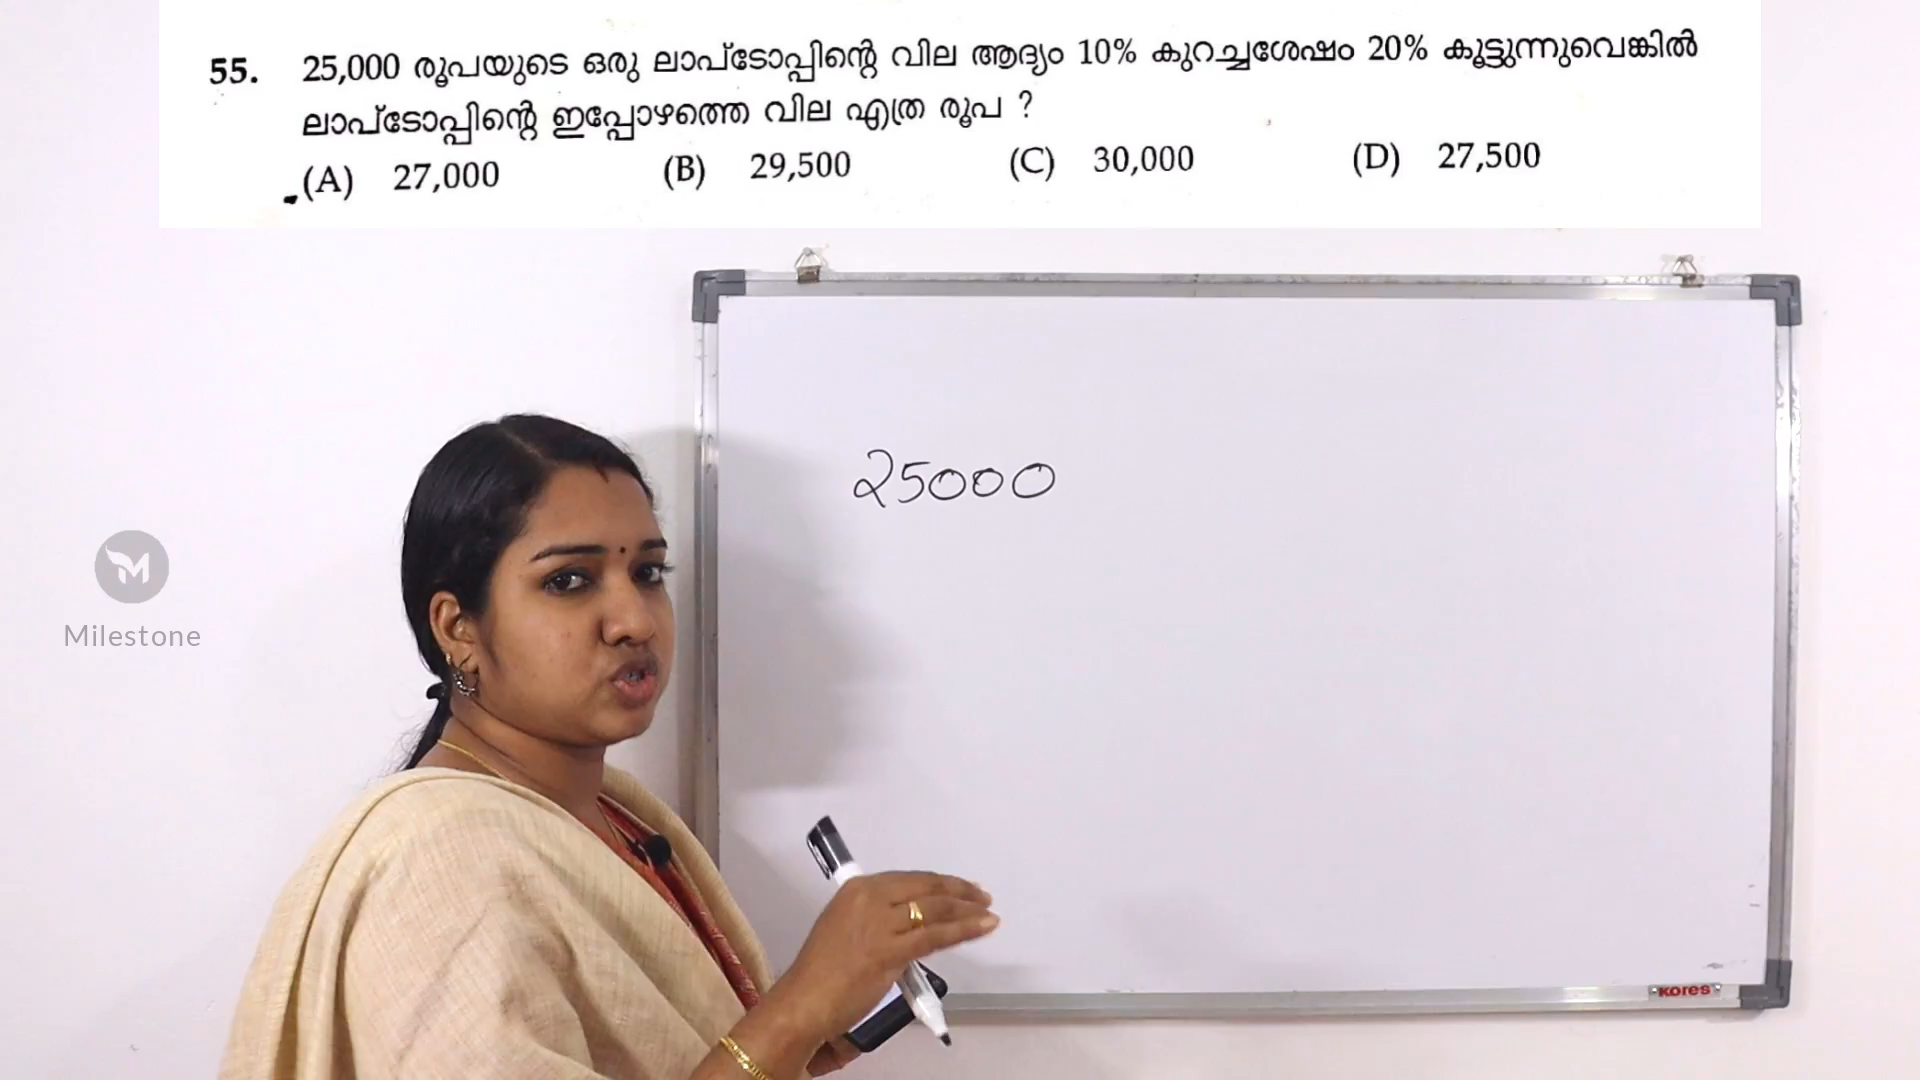 55. 25,000 രൂപയുടെ ഒരു ലാപ്ടോപ്പിന്റെ വില ആദ്യം 10% കുറച്ചശേഷം 20% കൂട്ടുന്നുവെങ്കിൽ
ലാപ്ടോപ്പിന്റെ ഇപ്പോഴത്തെ വില എത്ര രൂപ ?
(A) 27,000 (B) 29,500 (C) 30,000 (D) 27,500
25000
Milestone
KORES